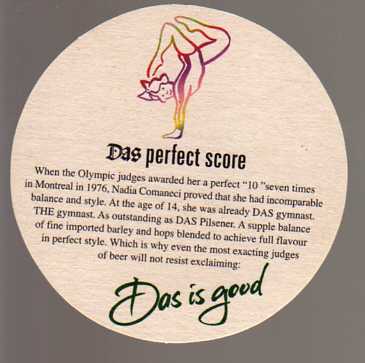 Das perfect score
When the Olympic judges awarded her a perfect "10 "seven times
in Montreal in 1976, Nadia Comaneci proved that she had incomparable
balance and style. At the age of 14, she was already DAS gymnast.
THE gymnast. As outstanding as DAS Pilsener. A supple balance
of fine imported barley and hops blended to achieve full flavour
in perfect style. Which is why even the most exacting judges
of beer will not resist exclaiming:
Das is good